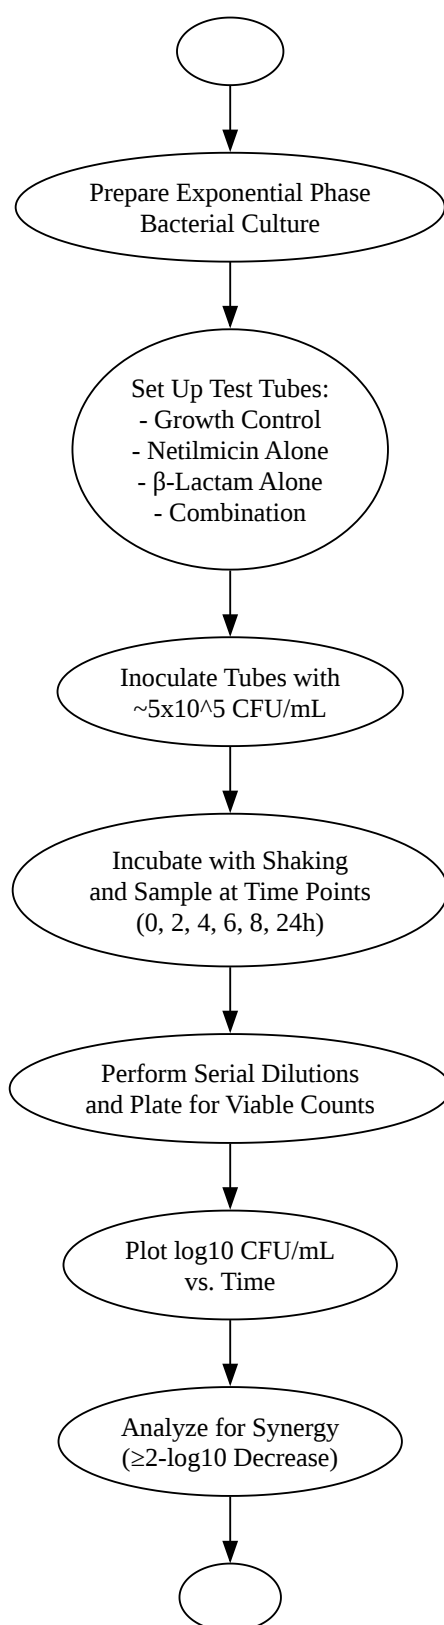 Prepare Exponential Phase
Bacterial Culture
Set Up Test Tubes:
- Growth Control
- Netilmicin Alone
- β-Lactam Alone
- Combination
Inoculate Tubes with
~5x10^5 CFU/mL
Incubate with Shaking
and Sample at Time Points
(0, 2, 4, 6, 8, 24h)
Perform Serial Dilutions
and Plate for Viable Counts
Plot log10 CFU/mL
vs. Time
Analyze for Synergy
(≥2-log10 Decrease)